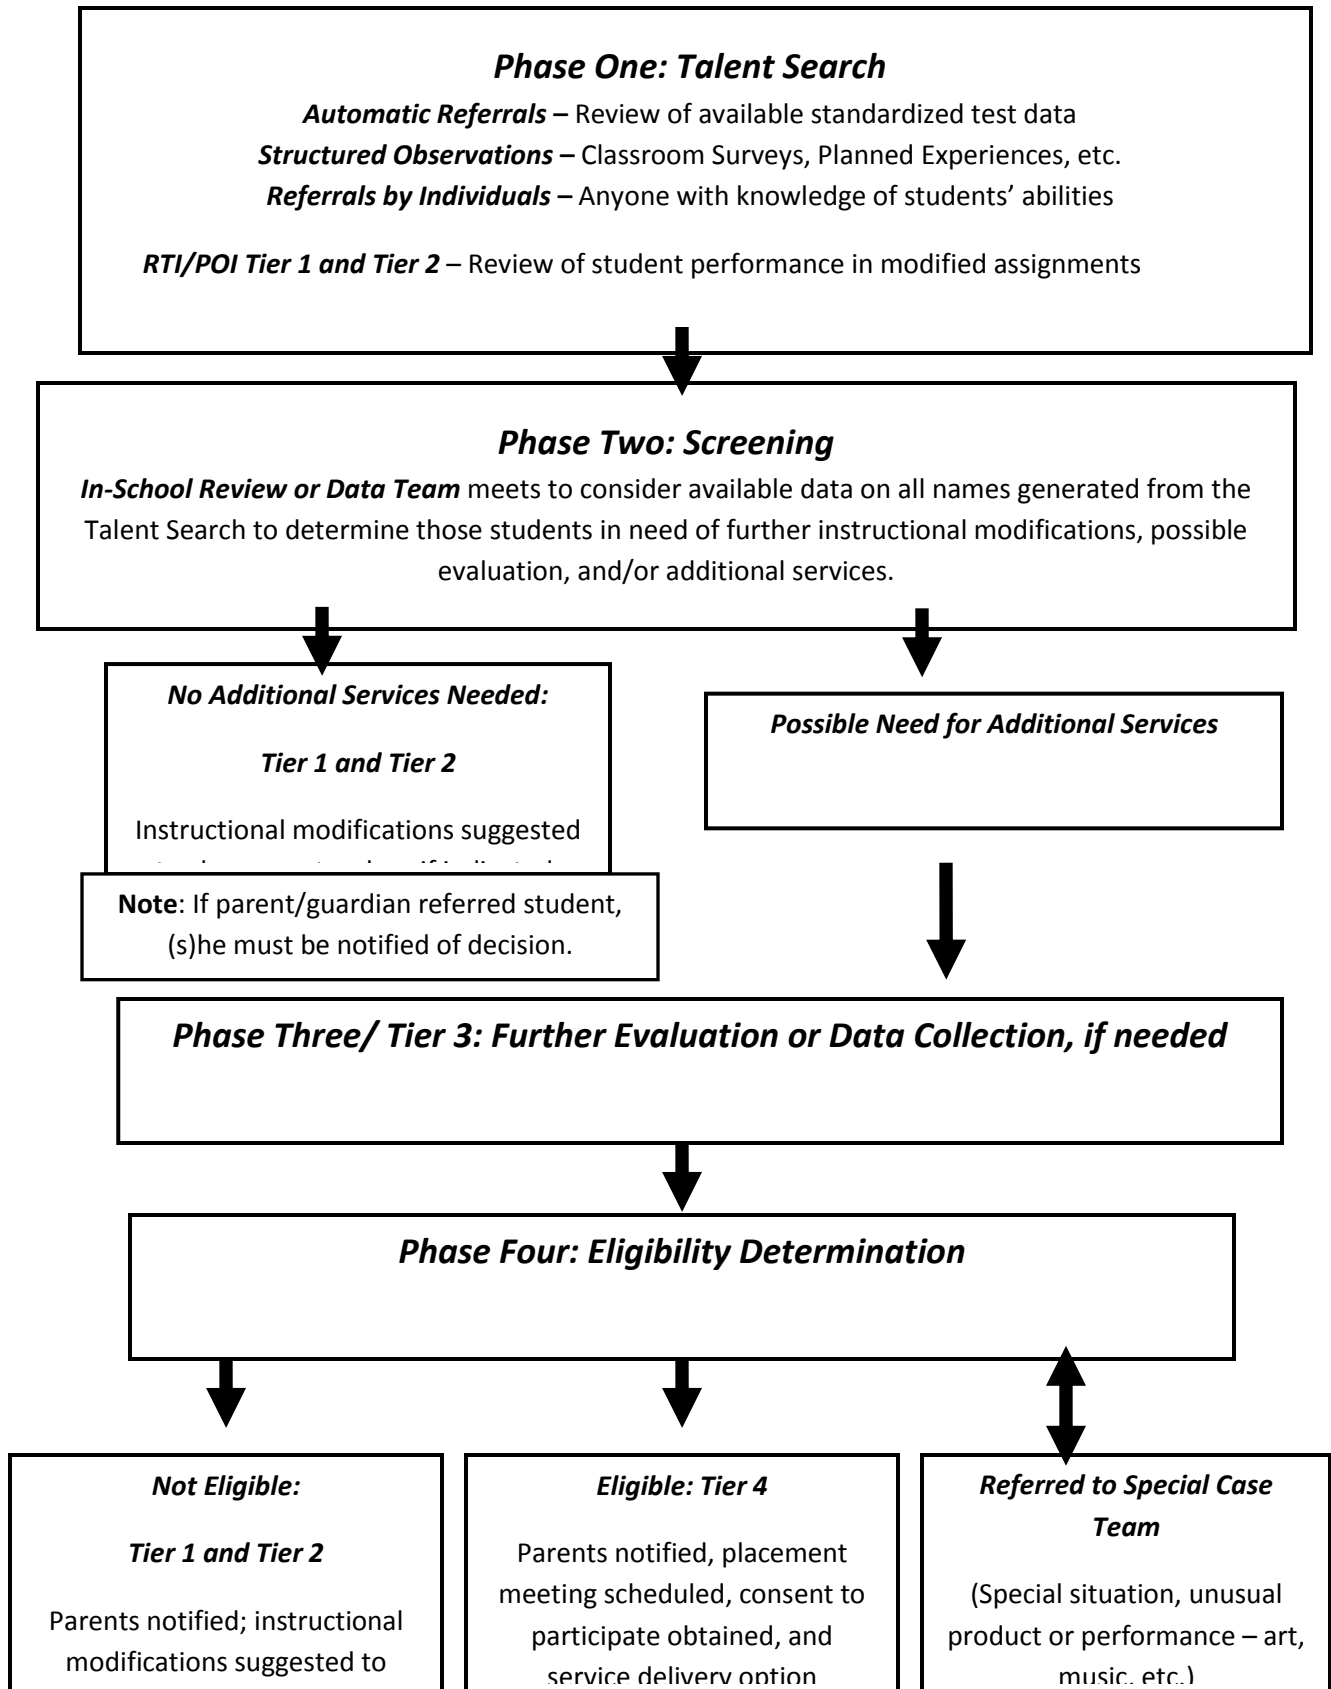 Phase One: Talent Search
Automatic Referrals – Review of available standardized test data
Structured Observations – Classroom Surveys, Planned Experiences, etc.
Referrals by Individuals – Anyone with knowledge of students’ abilities
RTI/POI Tier 1 and Tier 2 – Review of student performance in modified assignments
Phase Two: Screening
In-School Review or Data Team meets to consider available data on all names generated from the
Talent Search to determine those students in need of further instructional modifications, possible
evaluation, and/or additional services.
No Additional Services Needed:
Tier 1 and Tier 2
Instructional modifications suggested
Note: If parent/guardian referred student,
(s)he must be notified of decision.
Possible Need for Additional Services
Phase Three/ Tier 3: Further Evaluation or Data Collection, if needed
Phase Four: Eligibility Determination
Not Eligible:
Tier 1 and Tier 2
Parents notified; instructional
modifications suggested to
Eligible: Tier 4
Parents notified, placement
meeting scheduled, consent to
participate obtained, and
service delivery option
Referred to Special Case
Team
(Special situation, unusual
product or performance – art,
music, etc.)